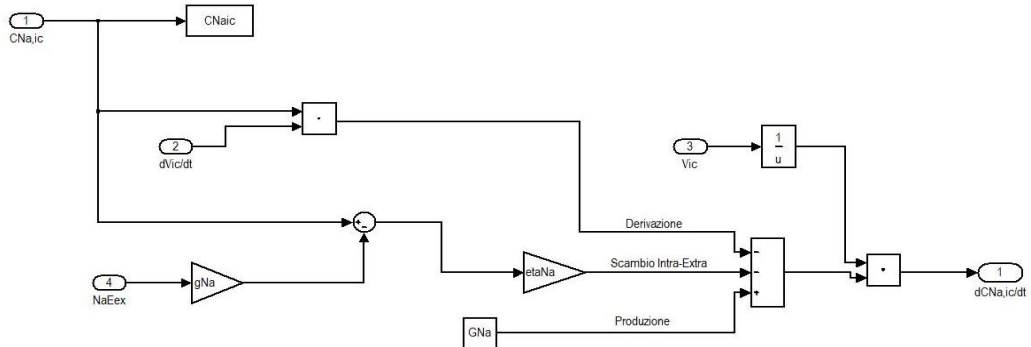 1
CNa,ic
CNaic
2
dVic/dt
3
Vic
1
u
Derivazione
+
−
4
NaEex
gNa
etaNa
Scambio Intra-Extra
−
−
+
1
dCNa,ic/dt
Produzione
GNa